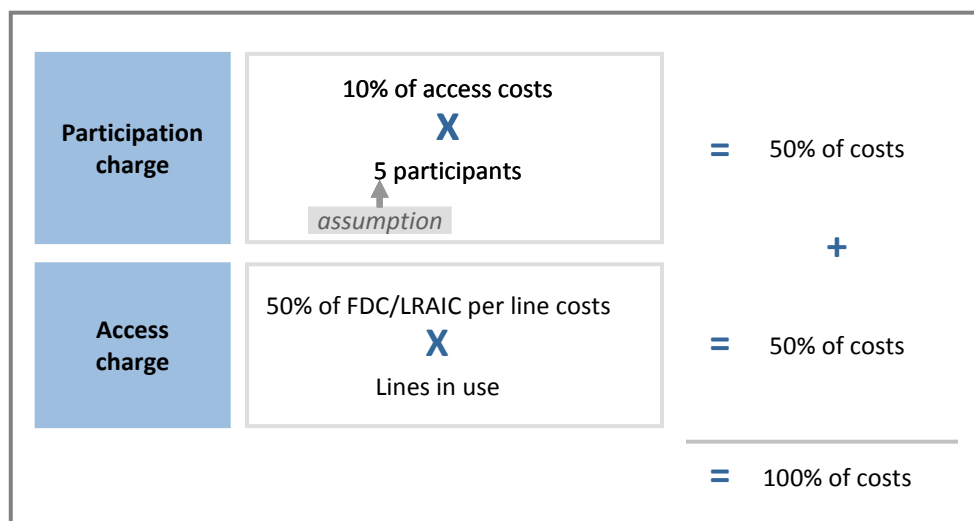 Participation
charge
10% of access costs
X
5 participants
assumption
= 50% of costs
+
Access
charge
50% of FDC/LRAIC per line costs
X
Lines in use
= 50% of costs
= 100% of costs